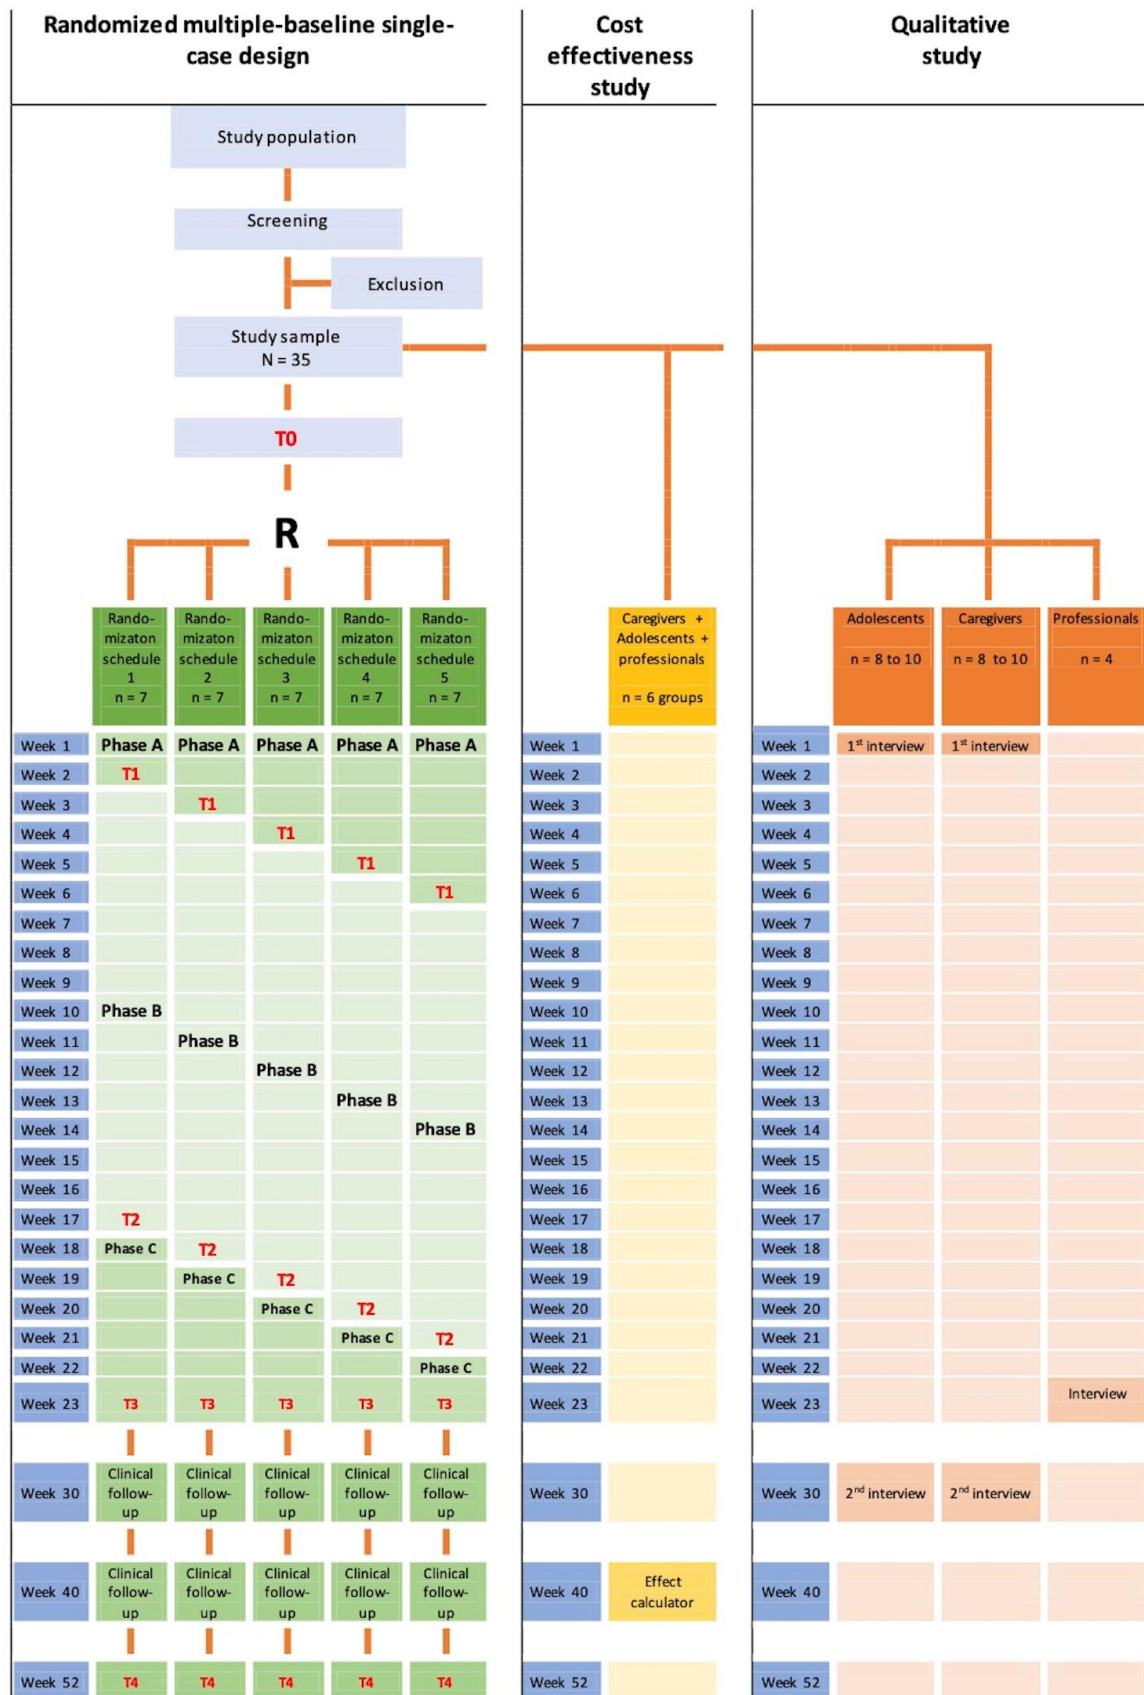 Randomized multiple-baseline single-
case design
Cost
effectiveness
study
Qualitative
study
Study population
Screening
Exclusion
Study sample
N = 35
T0
R
Rando-
mizaton
schedule
1
n = 7
Rando-
mizaton
schedule
2
n = 7
Rando-
mizaton
schedule
3
n = 7
Rando-
mizaton
schedule
4
n = 7
Rando-
mizaton
schedule
5
n = 7
Caregivers +
Adolescents +
professionals
n = 6 groups
Adolescents
n = 8 to 10
Caregivers
n = 8 to 10
Professionals
n = 4
Week 1 Phase A Phase A Phase A Phase A Phase A Week 1 Week 1 1st interview 1st interview
Week 2 T1 Week 2 Week 2
Week 3 T1 Week 3 Week 3
Week 4 T1 Week 4 Week 4
Week 5 T1 Week 5 Week 5
Week 6 T1 Week 6 Week 6
Week 7 Week 7 Week 7
Week 8 Week 8 Week 8
Week 9 Week 9 Week 9
Week 10 Phase B Week 10 Week 10
Week 11 Phase B Week 11 Week 11
Week 12 Phase B Week 12 Week 12
Week 13 Phase B Week 13 Week 13
Week 14 Phase B Week 14 Week 14
Week 15 Week 15 Week 15
Week 16 Week 16 Week 16
Week 17 T2 Week 17 Week 17
Week 18 Phase C T2 Week 18 Week 18
Week 19 Phase C T2 Week 19 Week 19
Week 20 Phase C T2 Week 20 Week 20
Week 21 Phase C T2 Week 21 Week 21
Week 22 Phase C Week 22 Week 22
Week 23 T3 T3 T3 T3 T3 Week 23 Week 23 Interview
Week 30
Clinical
follow-
up
Clinical
follow-
up
Clinical
follow-
up
Clinical
follow-
up
Clinical
follow-
up
Week 30
Week 30 2nd interview 2nd interview
Week 40
Clinical
follow-
up
Clinical
follow-
up
Clinical
follow-
up
Clinical
follow-
up
Clinical
follow-
up
Week 40
Effect
calculator
Week 40
Week 52 T4 T4 T4 T4 T4 Week 52 Week 52